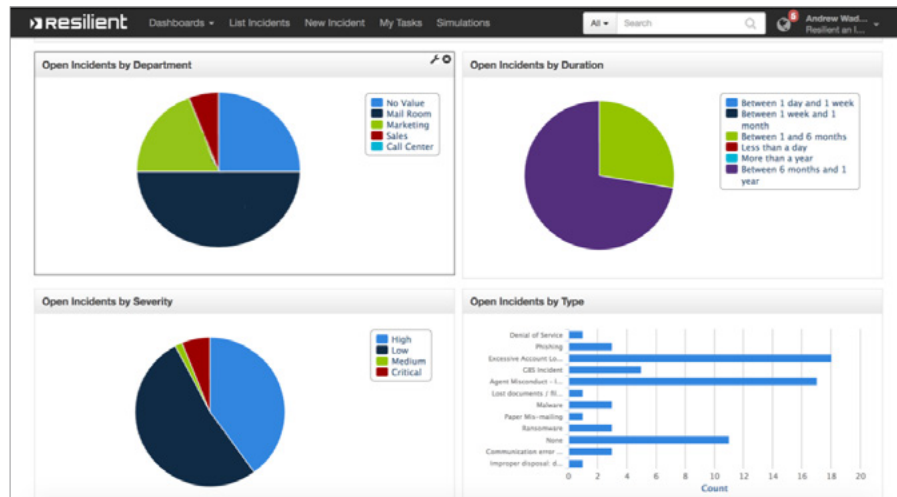 Resilient
Dashboards
List Incidents
New Incident
My Tasks
Simulations
All
Search
Andrew Wad...
Resilient an I...
Open Incidents by Department
No Value
Mail Room
Marketing
Sales
Call Center
Open Incidents by Duration
Between 1 day and 1 week
Between 1 week and 1
month
Between 1 and 6 months
Less than a day
More than a year
Between 6 months and 1
year
Open Incidents by Severity
High
Low
Medium
Critical
Open Incidents by Type
Denial of Service
Phishing
Excessive Account Lo...
Agent Misconduct - I...
Lost documents / fil...
Malware
Paper Mis-mailing
Ransomware
None
Communication error ...
Improper disposal: d...
0 2 4 6 8 10 12 14 16 18 20
Count